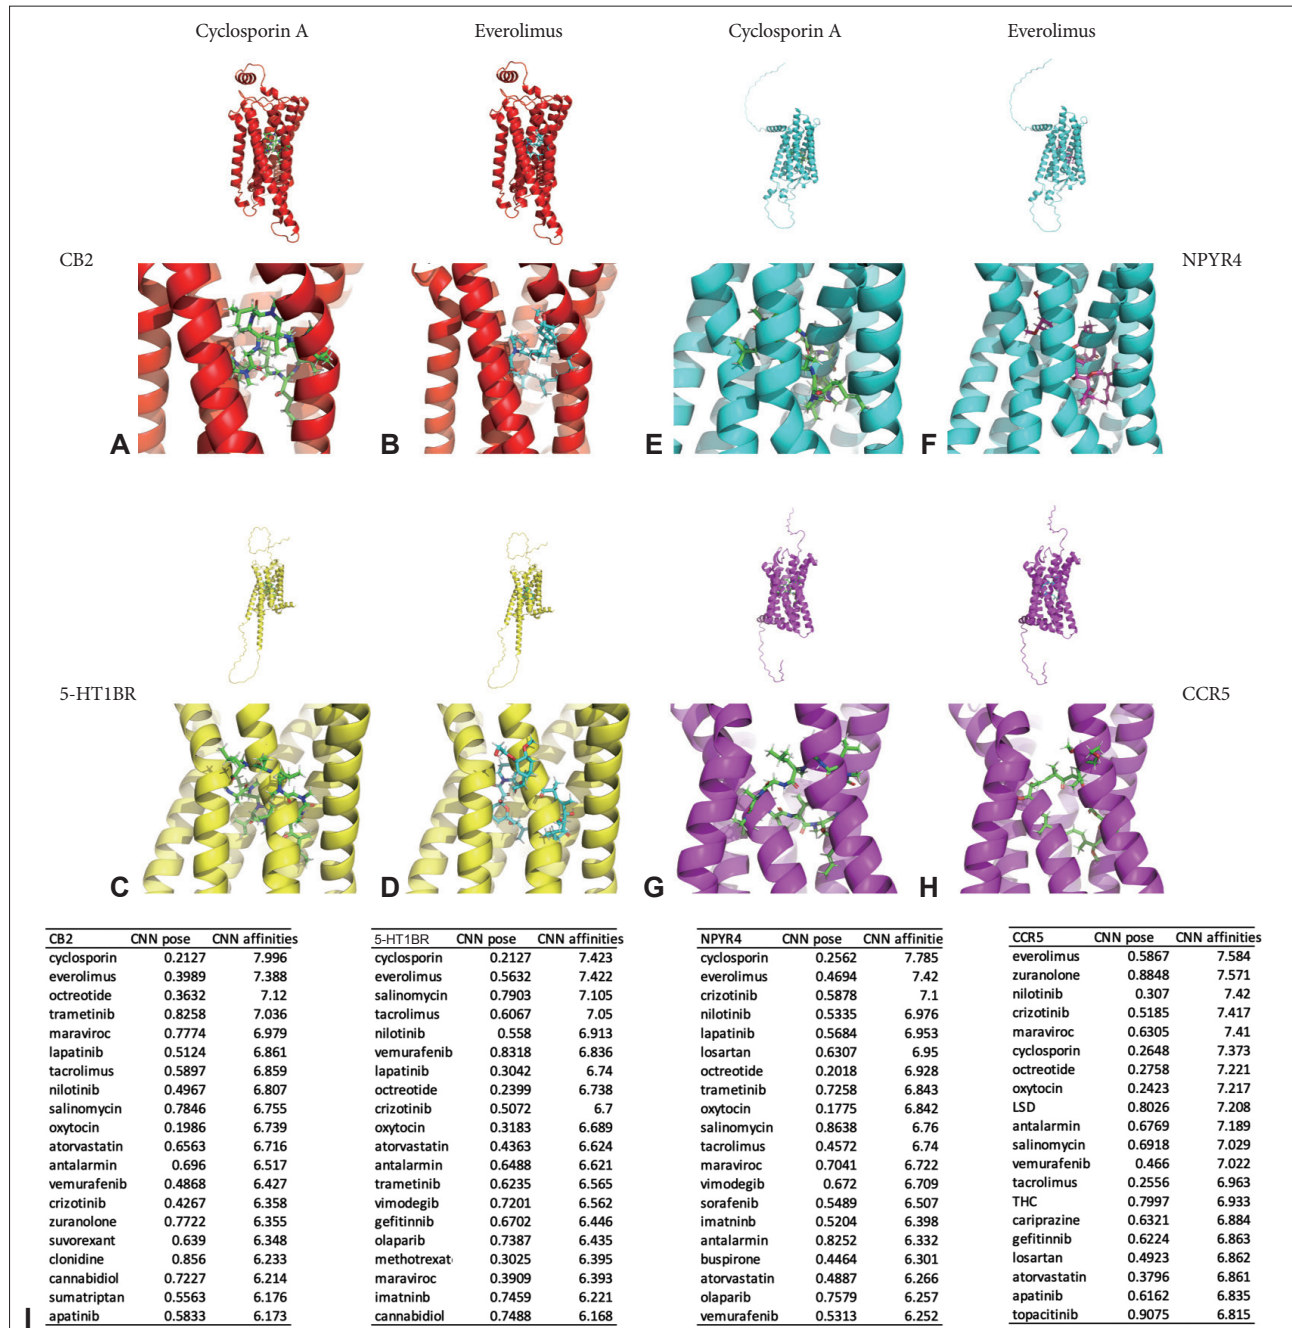 Cyclosporin A Everolimus Cyclosporin A Everolimus
CB2 NPYR4
A B E F
5-HT1BR CCR5
C D G H
CB2 CNN pose CNN affinities
cyclosporin 0.2127 7.996
everolimus 0.3989 7.388
octreotide 0.3632 7.12
trametinib 0.8258 7.036
maraviroc 0.7774 6.979
lapatinib 0.5124 6.861
tacrolimus 0.5897 6.859
nilotinib 0.4967 6.807
salinomycin 0.7846 6.755
oxytocin 0.1986 6.739
atorvastatin 0.6563 6.716
antalarmin 0.696 6.517
vemurafenib 0.4868 6.427
crizotinib 0.4267 6.358
zuranolone 0.7722 6.355
suvorexant 0.639 6.348
clonidine 0.856 6.233
cannabidiol 0.7227 6.214
sumatriptan 0.5563 6.176
apatinib 0.5833 6.173
5-HT1BR CNN pose CNN affinities
cyclosporin 0.2127 7.423
everolimus 0.5632 7.422
salinomycin 0.7903 7.105
tacrolimus 0.6067 7.05
nilotinib 0.558 6.913
vemurafenib 0.8318 6.836
lapatinib 0.3042 6.74
octreotide 0.2399 6.738
crizotinib 0.5072 6.7
oxytocin 0.3183 6.689
atorvastatin 0.4363 6.624
antalarmin 0.6488 6.621
trametinib 0.6235 6.565
vimodegib 0.7201 6.562
gefitinnib 0.6702 6.446
olaparib 0.7387 6.435
methotrexat 0.3025 6.395
maraviroc 0.3909 6.393
imatninb 0.7459 6.221
cannabidiol 0.7488 6.168
NPYR4 CNN pose CNN affinitie
cyclosporin 0.2562 7.785
everolimus 0.4694 7.42
crizotinib 0.5878 7.1
nilotinib 0.5335 6.976
lapatinib 0.5684 6.953
losartan 0.6307 6.95
octreotide 0.2018 6.928
trametinib 0.7258 6.843
oxytocin 0.1775 6.842
salinomycin 0.8638 6.76
tacrolimus 0.4572 6.74
maraviroc 0.7041 6.722
vimodegib 0.672 6.709
sorafenib 0.5489 6.507
imatninb 0.5204 6.398
antalarmin 0.8252 6.332
buspirone 0.4464 6.301
atorvastatin 0.4887 6.266
olaparib 0.7579 6.257
vemurafenib 0.5313 6.252
CCR5 CNN pose CNN affinities
everolimus 0.5867 7.584
zuranolone 0.8848 7.571
nilotinib 0.307 7.42
crizotinib 0.5185 7.417
maraviroc 0.6305 7.41
cyclosporin 0.2648 7.373
octreotide 0.2758 7.221
oxytocin 0.2423 7.217
LSD 0.8026 7.208
antalarmin 0.6769 7.189
salinomycin 0.6918 7.029
vemurafenib 0.466 7.022
tacrolimus 0.2556 6.963
THC 0.7997 6.933
cariprazine 0.6321 6.884
gefitinnib 0.6224 6.863
losartan 0.4923 6.862
atorvastatin 0.3796 6.861
apatinib 0.6162 6.835
topacitinib 0.9075 6.815
I